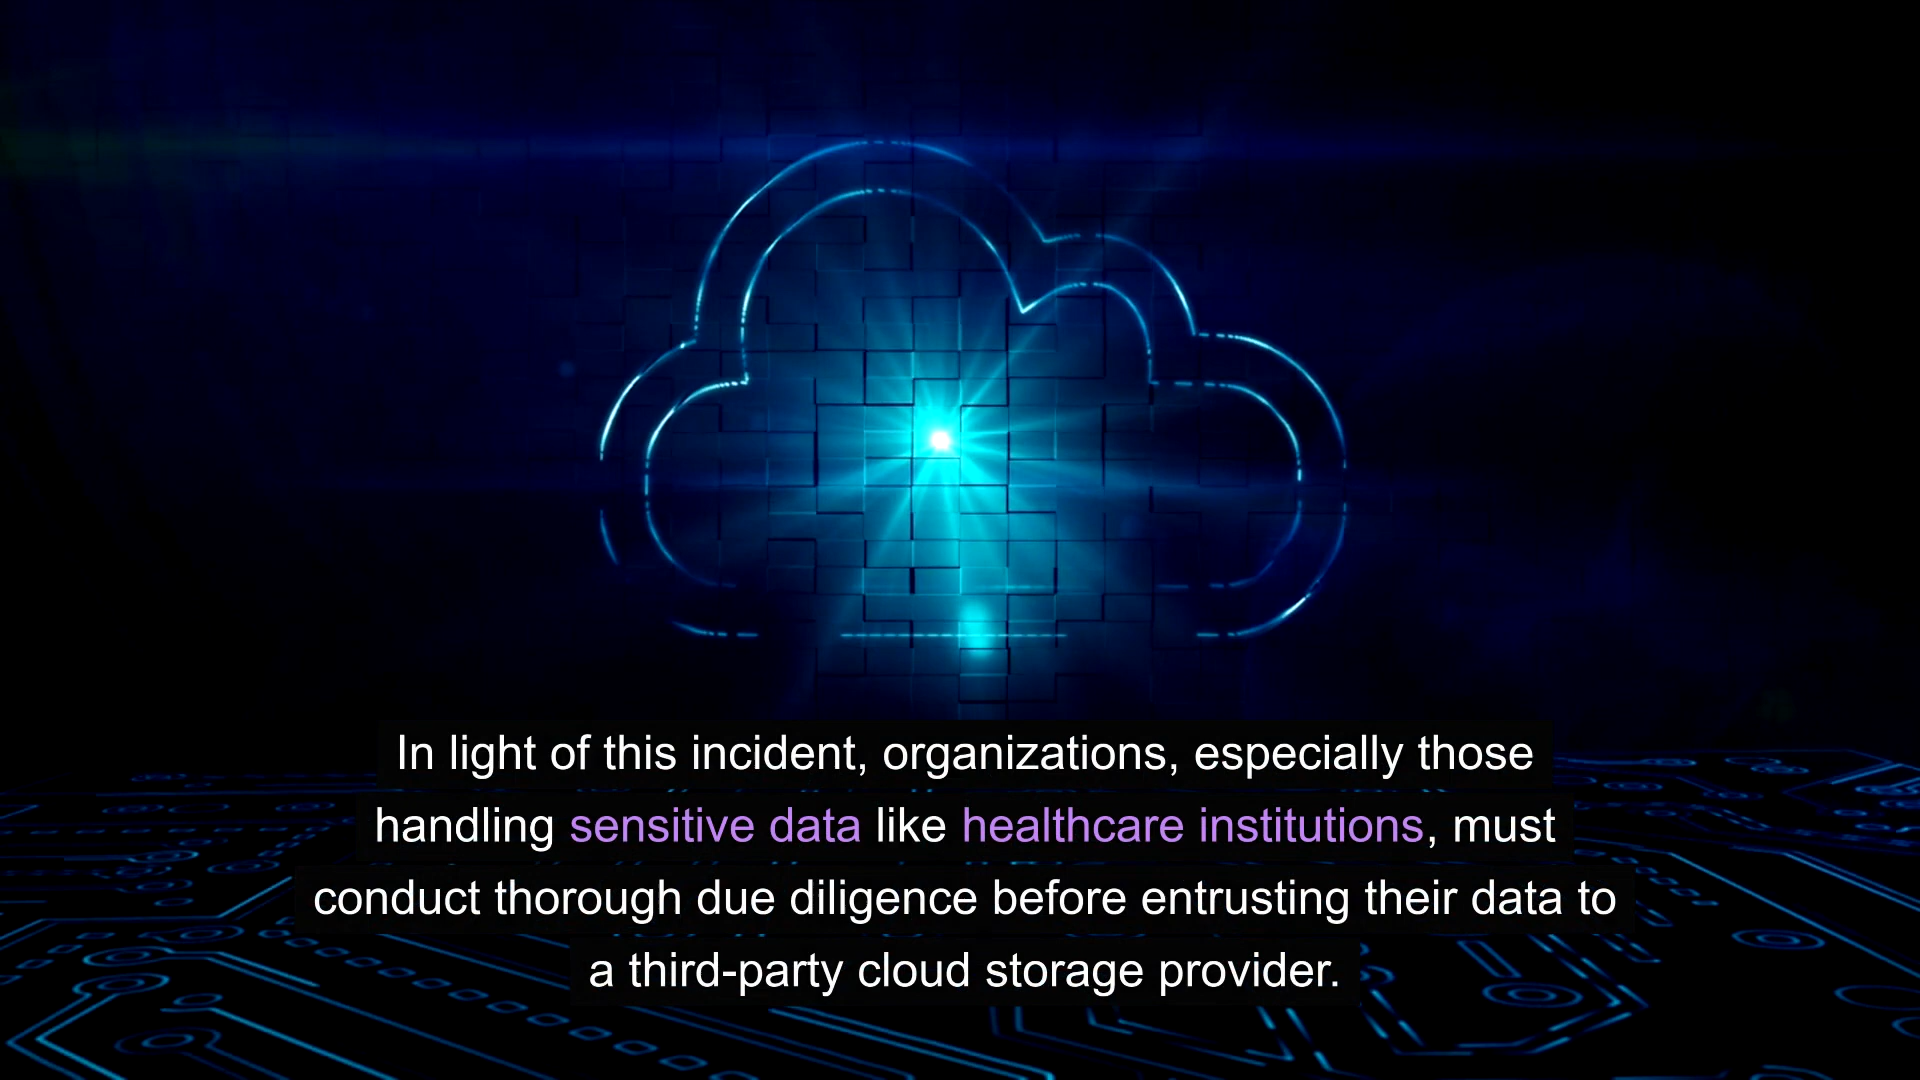 In light of this incident, organizations, especially those
handling sensitive data like healthcare institutions, must
conduct thorough due diligence before entrusting their data to
a third-party cloud storage provider.